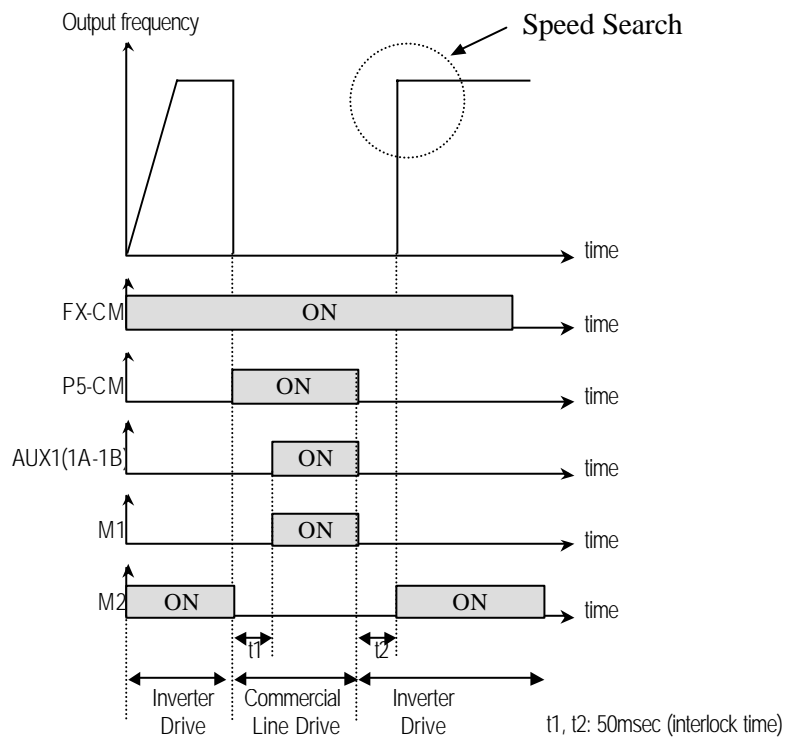 Output frequency
Speed Search
time
FX-CM
ON
time
P5-CM
ON
time
AUX1(1A-1B)
ON
time
M1
ON
time
M2
ON
ON
time
t1
t2
Inverter
Drive
Commercial
Line Drive
Inverter
Drive
t1, t2: 50msec (interlock time)